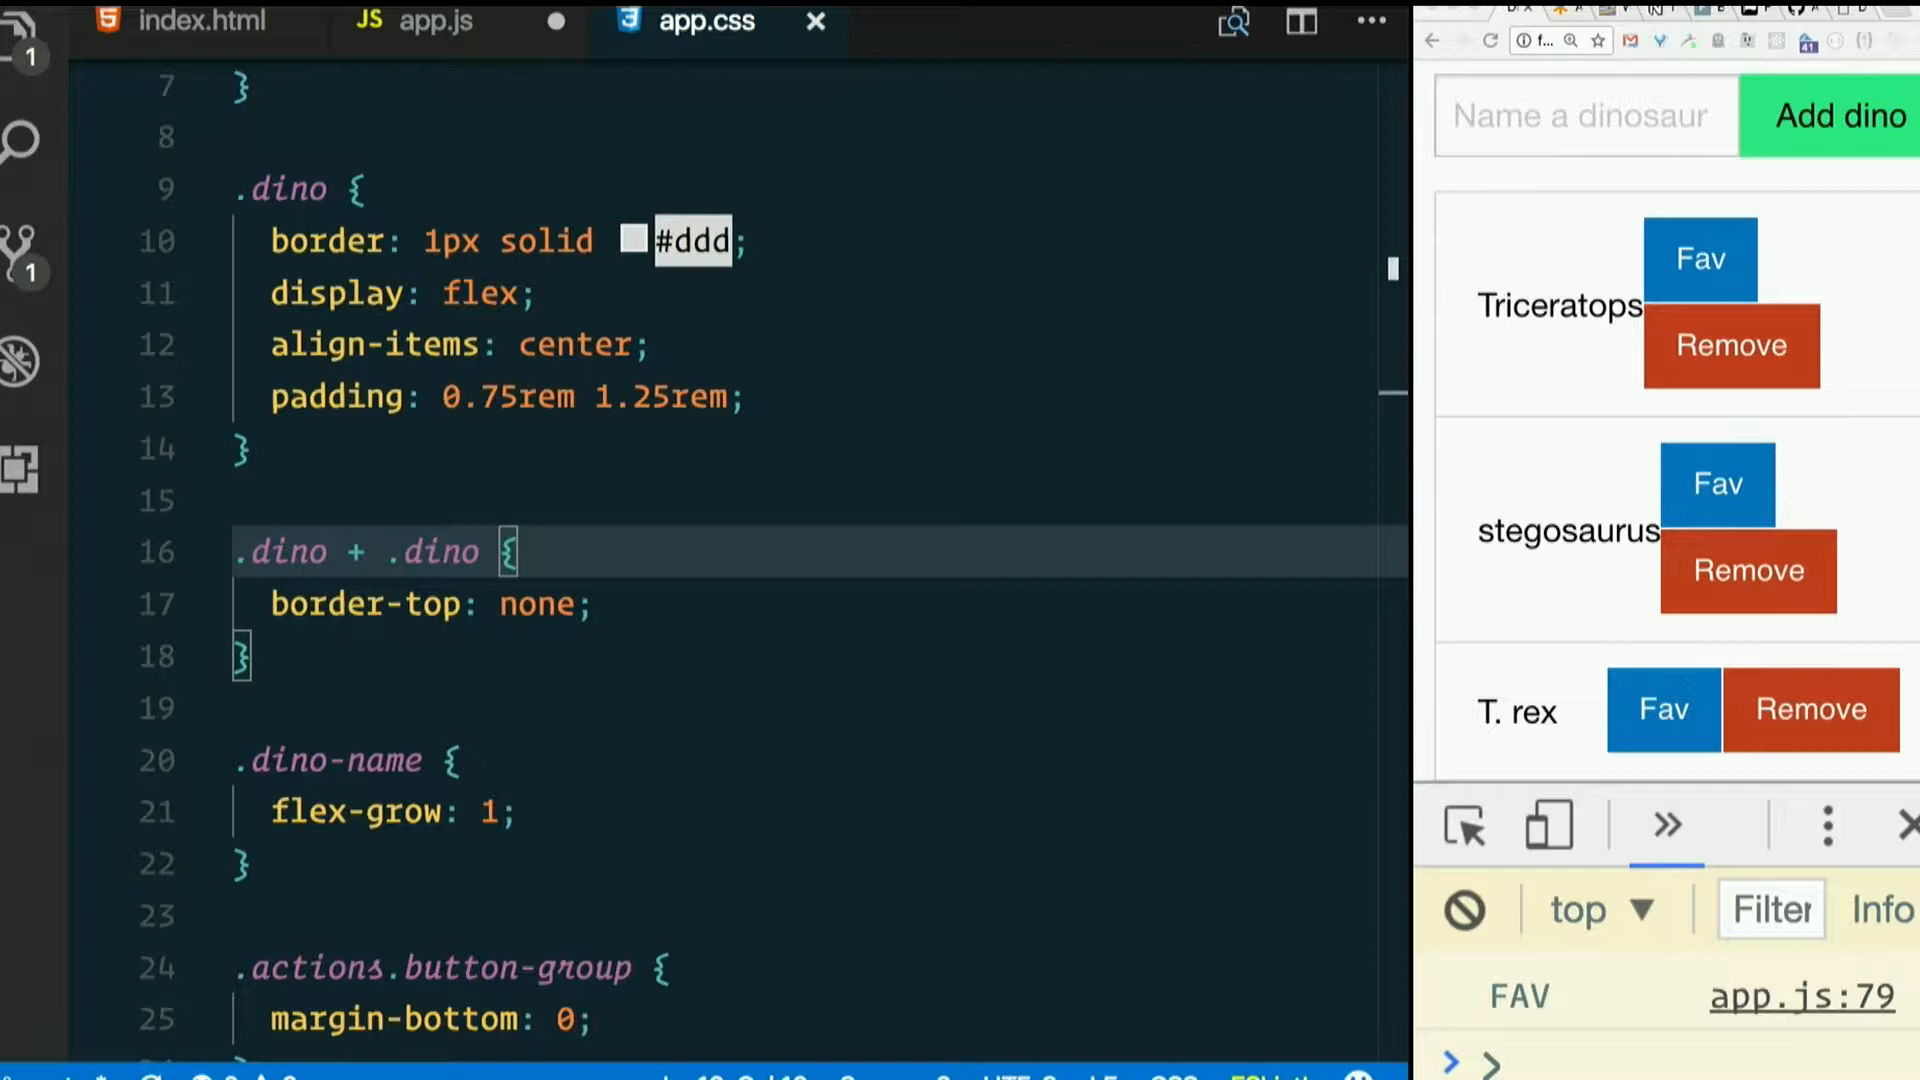 index.html
JS app.js
app.css
7 }
8
9 .dino {
10 border: 1px solid #ddd;
11 display: flex;
12 align-items: center;
13 padding: 0.75rem 1.25rem;
14 }
15
16 .dino + .dino {
17 border-top: none;
18 }
19
20 .dino-name {
21 flex-grow: 1;
22 }
23
24 .actions.button-group {
25 margin-bottom: 0;
1
1
f...
41
Name a dinosaur
Add dino
Triceratops
Fav
Remove
stegosaurus
Fav
Remove
T. rex
Fav
Remove
top
Filter
Info
FAV
app.js:79